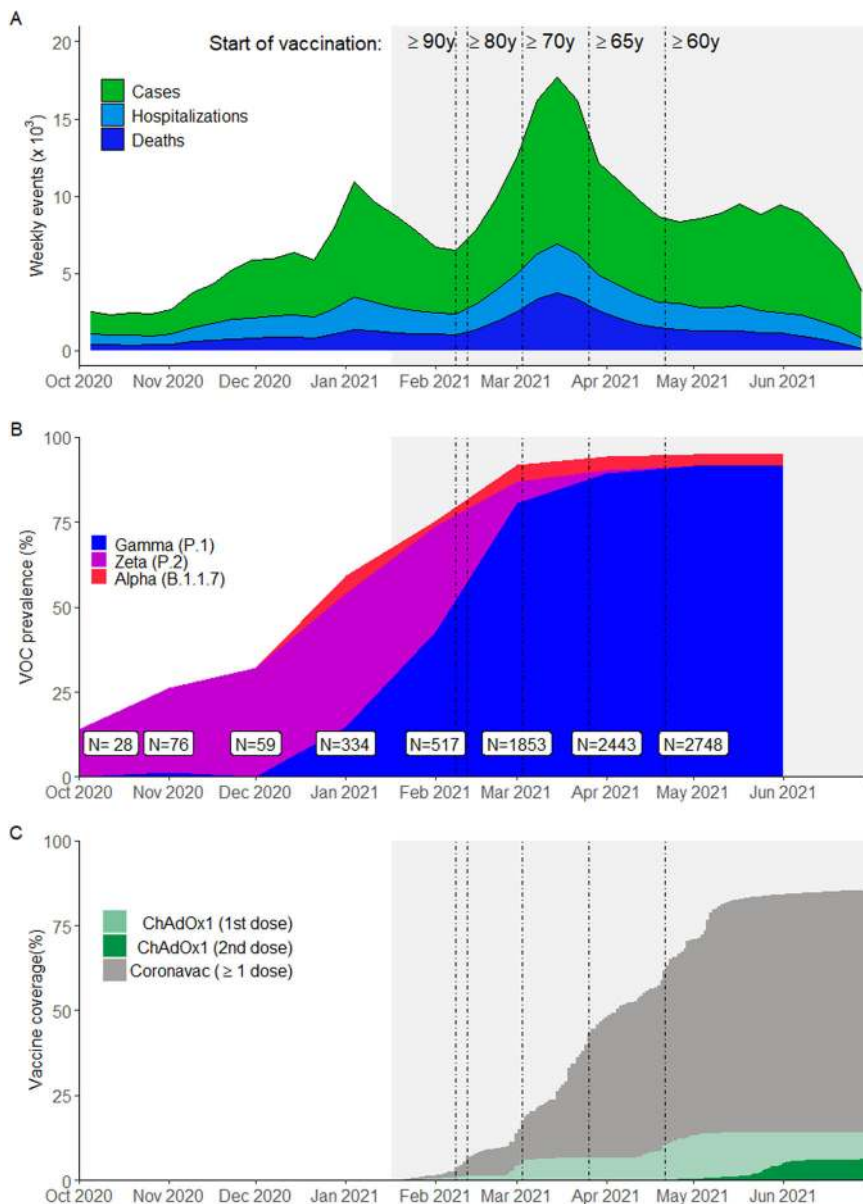 A
Start of vaccination: ≥ 90y ≥ 80y ≥ 70y ≥ 65y ≥ 60y
20
15
10
5
0
Weekly events (x 10³)
Cases
Hospitalizations
Deaths
Oct 2020 Nov 2020 Dec 2020 Jan 2021 Feb 2021 Mar 2021 Apr 2021 May 2021 Jun 2021
B
100
75
50
25
0
VOC prevalence (%)
Gamma (P.1)
Zeta (P.2)
Alpha (B.1.1.7)
N= 28 N=76 N=59 N=334 N=517 N=1853 N=2443 N=2748
Oct 2020 Nov 2020 Dec 2020 Jan 2021 Feb 2021 Mar 2021 Apr 2021 May 2021 Jun 2021
C
100
75
50
25
0
Vaccine coverage(%)
ChAdOx1 (1st dose)
ChAdOx1 (2nd dose)
Coronavac ( ≥ 1 dose)
Oct 2020 Nov 2020 Dec 2020 Jan 2021 Feb 2021 Mar 2021 Apr 2021 May 2021 Jun 2021